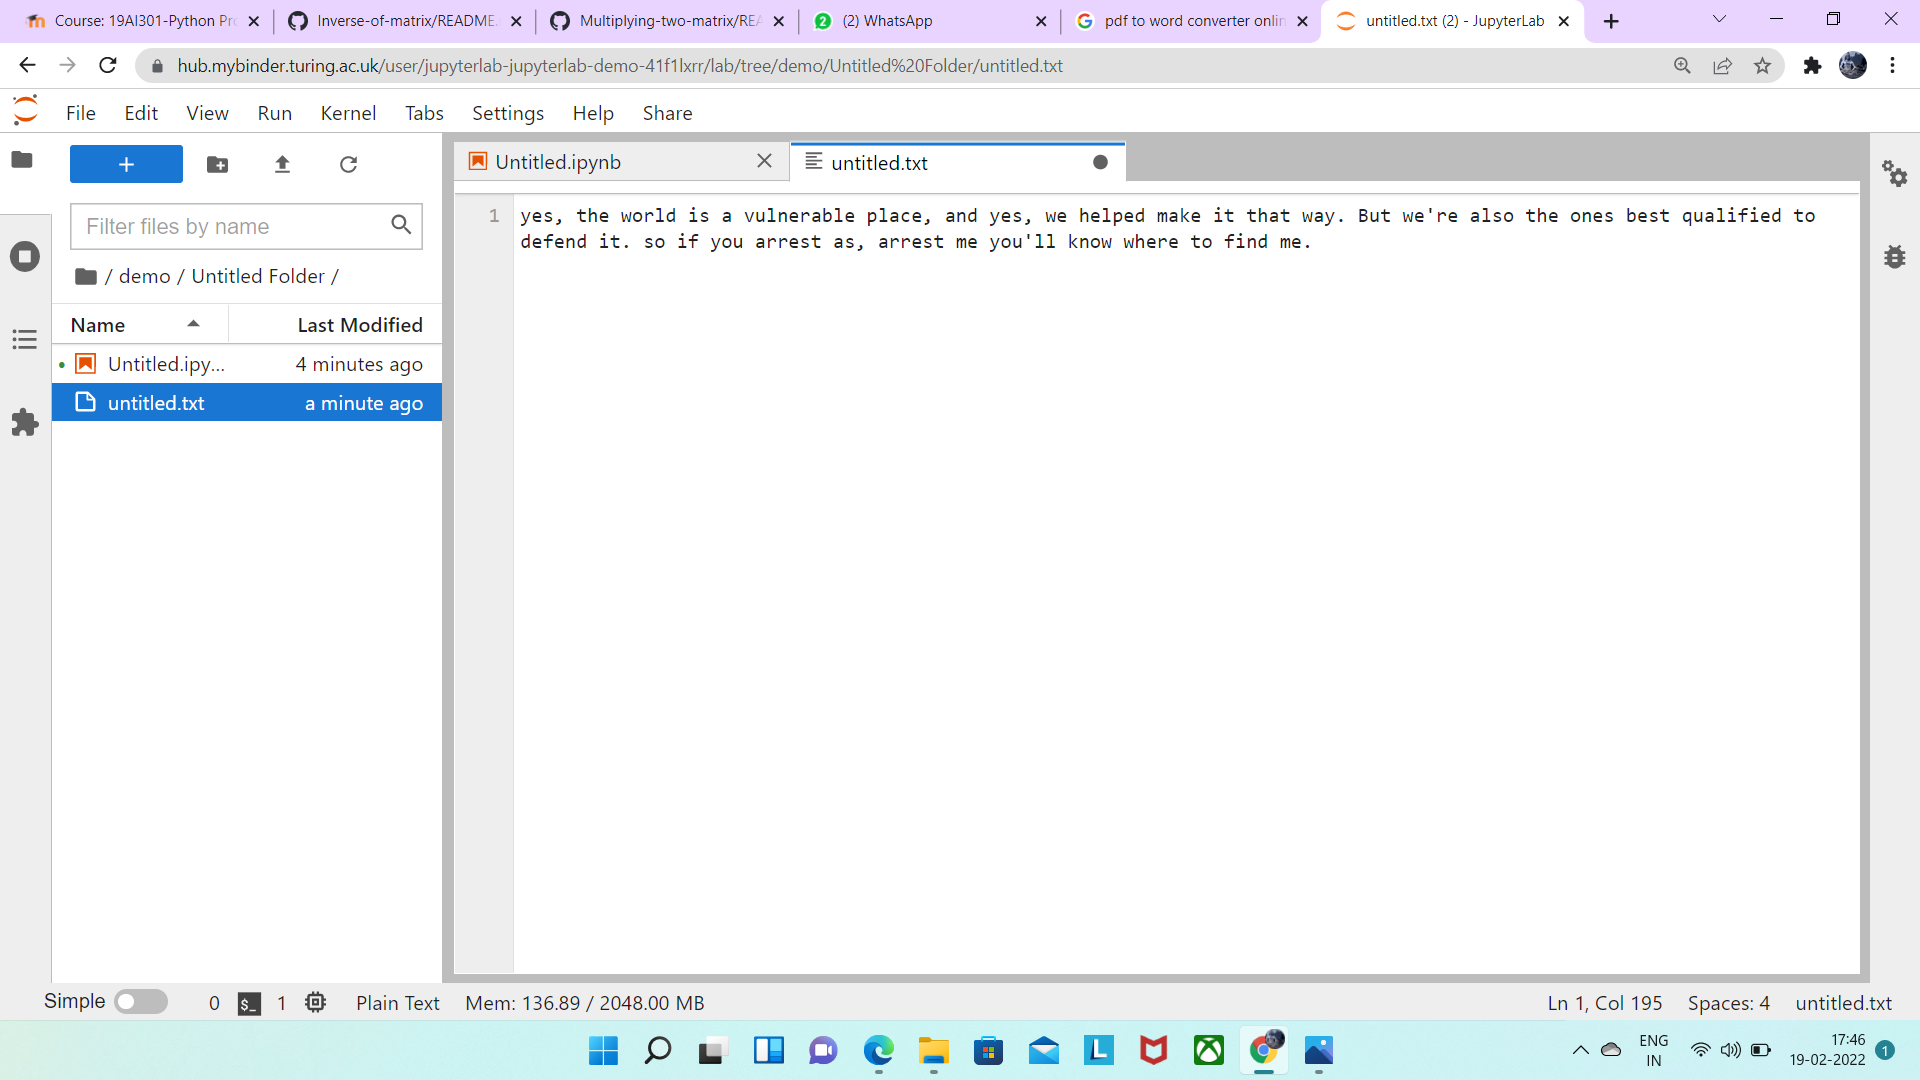 Course: 19AI301-Python Pr
Inverse-of-matrix/README.
Multiplying-two-matrix/REA
2 (2) WhatsApp
pdf to word converter onlin
untitled.txt (2) - JupyterLab
hub.mybinder.turing.ac.uk/user/jupyterlab-jupyterlab-demo-41f1lxrr/lab/tree/demo/Untitled%20Folder/untitled.txt
File Edit View Run Kernel Tabs Settings Help Share
Untitled.ipynb
untitled.txt
Filter files by name
/ demo / Untitled Folder /
Name Last Modified
Untitled.ipy... 4 minutes ago
untitled.txt a minute ago
1 yes, the world is a vulnerable place, and yes, we helped make it that way. But we're also the ones best qualified to
defend it. so if you arrest as, arrest me you'll know where to find me.
Simple 0 $_ 1 Plain Text Mem: 136.89 / 2048.00 MB Ln 1, Col 195 Spaces: 4 untitled.txt
L
ENG
IN
17:46
19-02-2022
1